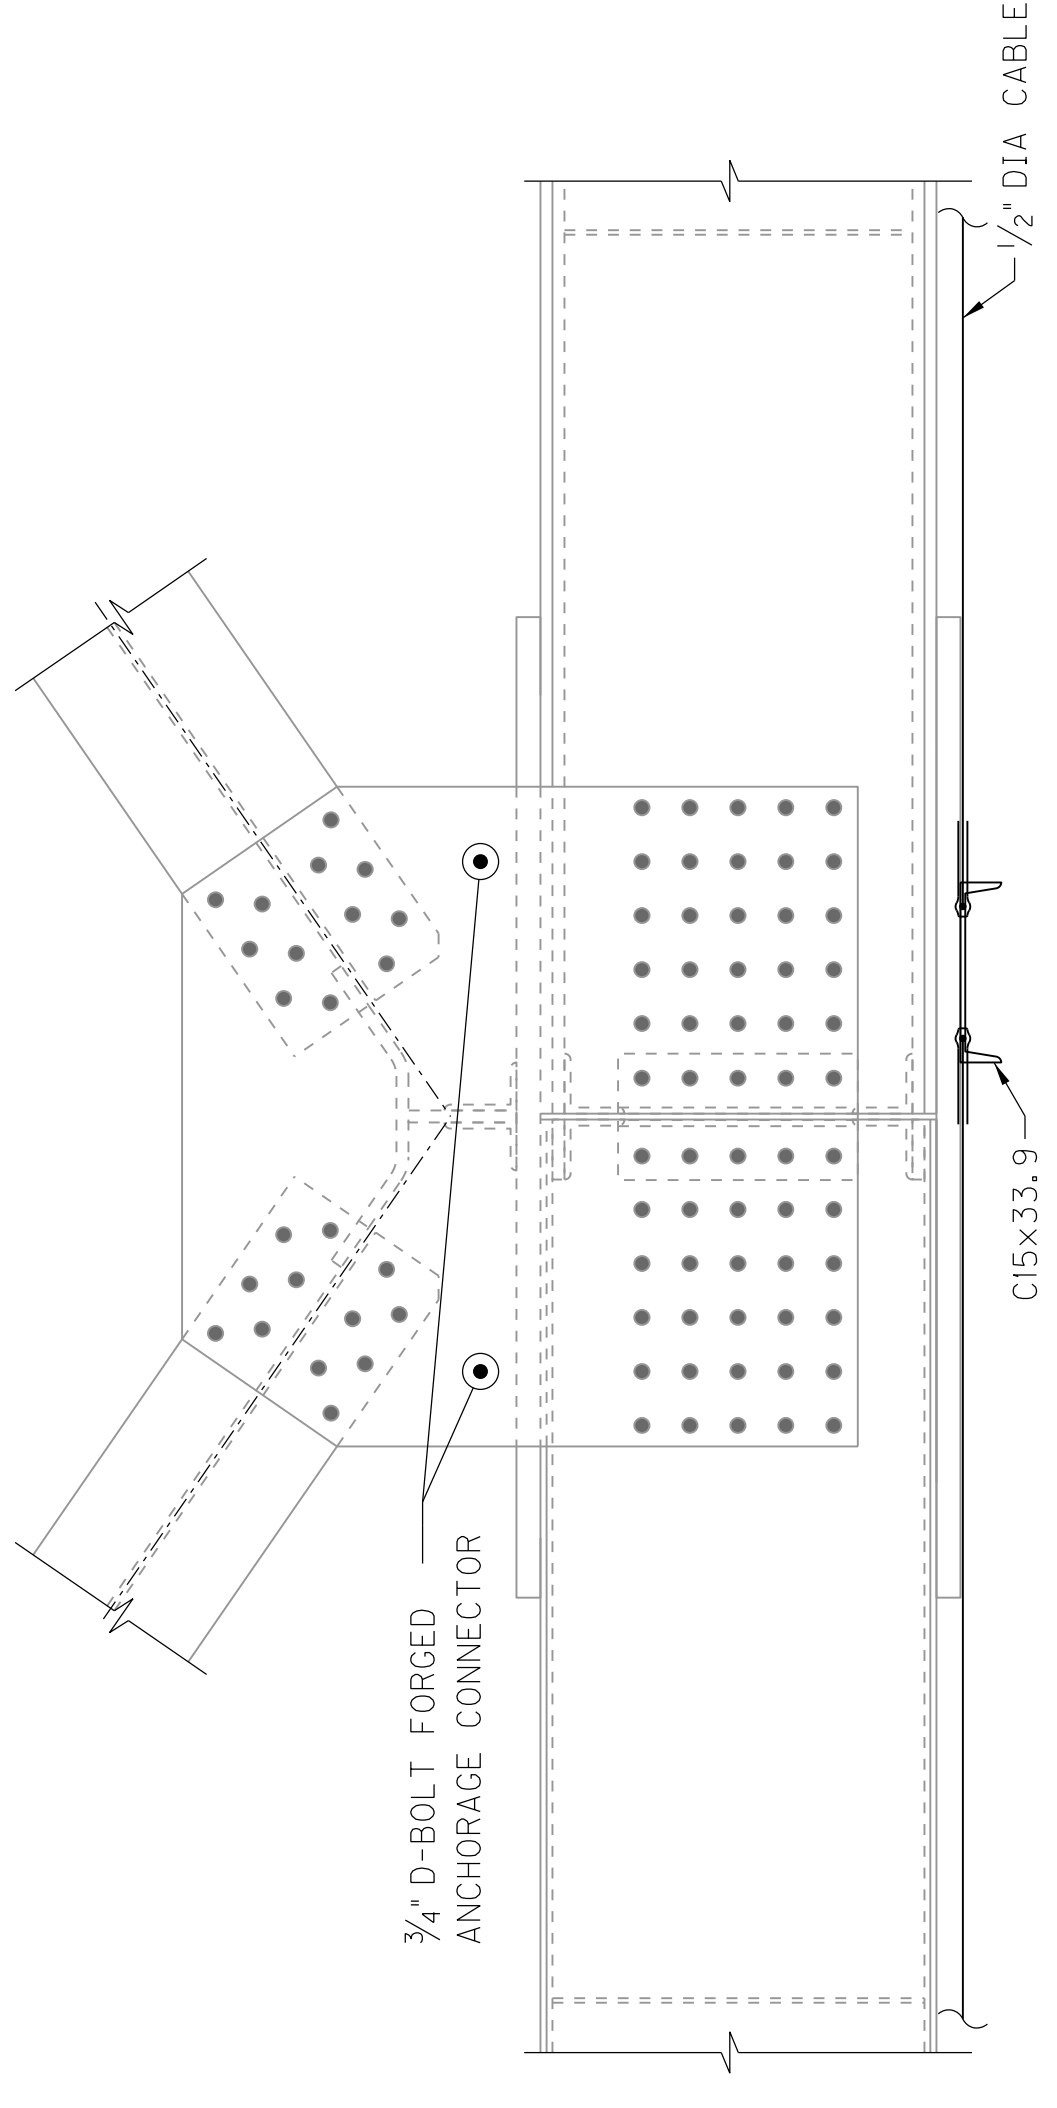 3/4" D-BOLT FORGED
ANCHORAGE CONNECTOR
C15x33.9
1/2" DIA CABLE